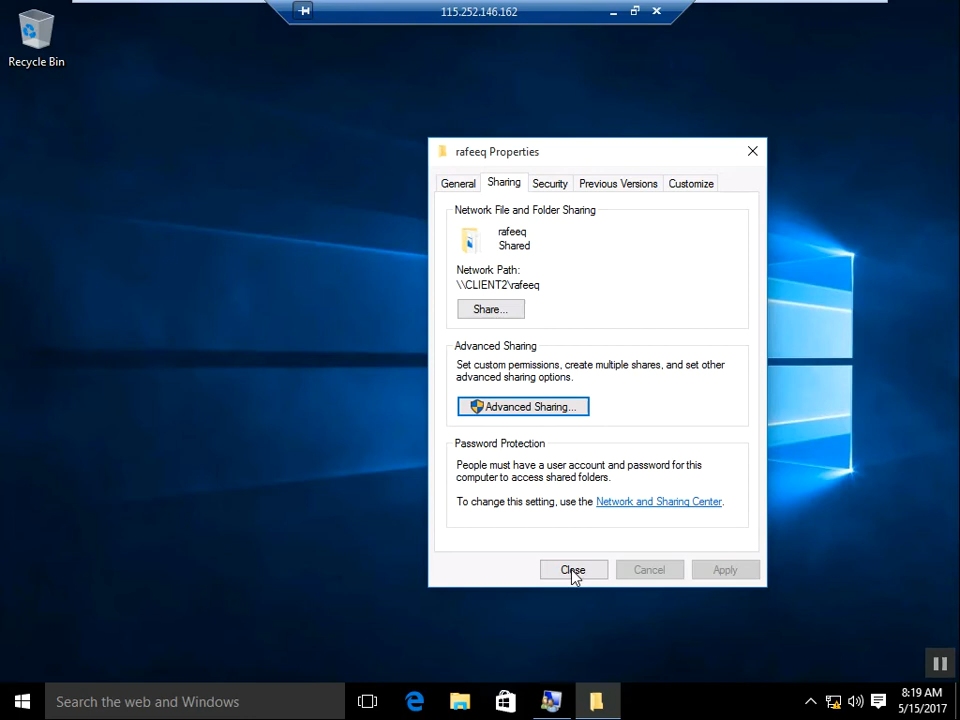 115.252.146.162
Recycle Bin
rafeeq Properties
General
Sharing
Security
Previous Versions
Customize
Network File and Folder Sharing
rafeeq
Shared
Network Path:
\\CLIENT2\rafeeq
Share...
Advanced Sharing
Set custom permissions, create multiple shares, and set other
advanced sharing options.
Advanced Sharing...
Password Protection
People must have a user account and password for this
computer to access shared folders.
To change this setting, use the Network and Sharing Center.
Close
Cancel
Apply
Search the web and Windows
8:19 AM
5/15/2017